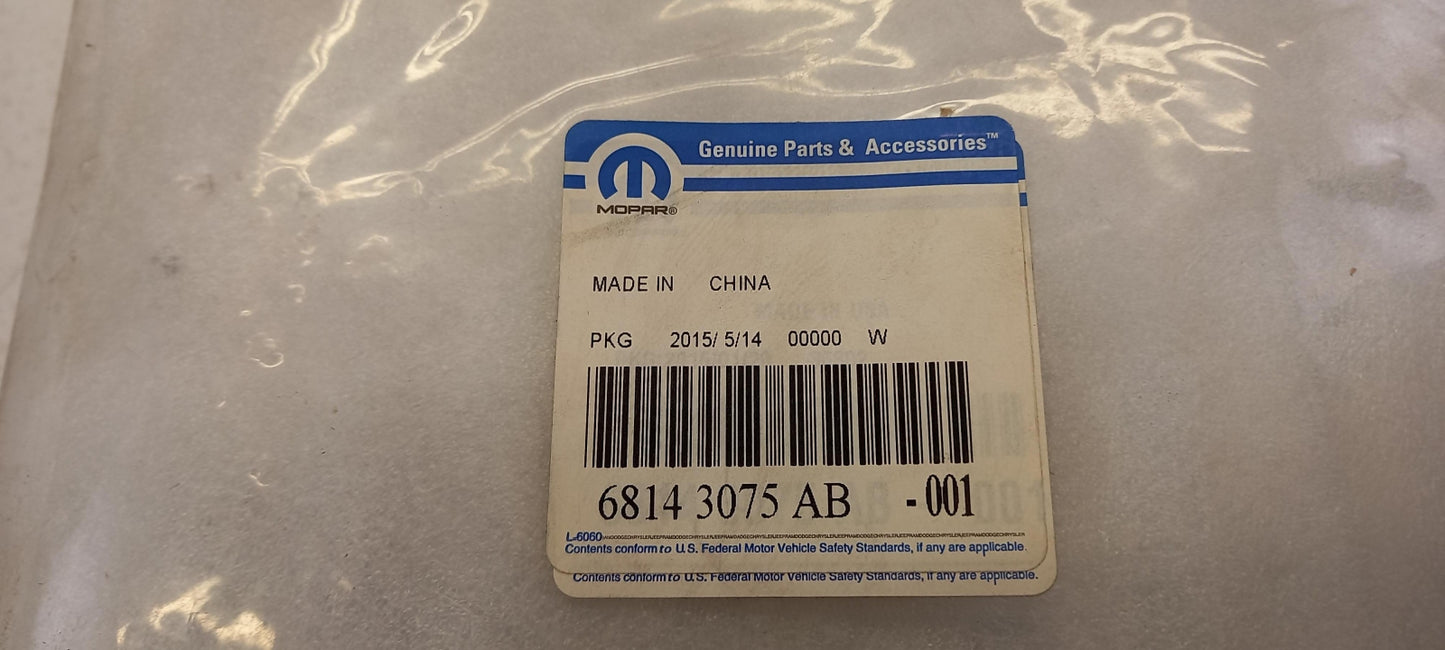 Genuine Parts & Accessories™
MOPAR®
MADE IN CHINA
PKG 2015/ 5/14 00000 W
6814 3075 AB -001
L-6060
Contents conform to U.S. Federal Motor Vehicle Safety Standards, if any are applicable.
Contents conform to U.S. Federal Motor Vehicle Safety Standards, if any are applicable.